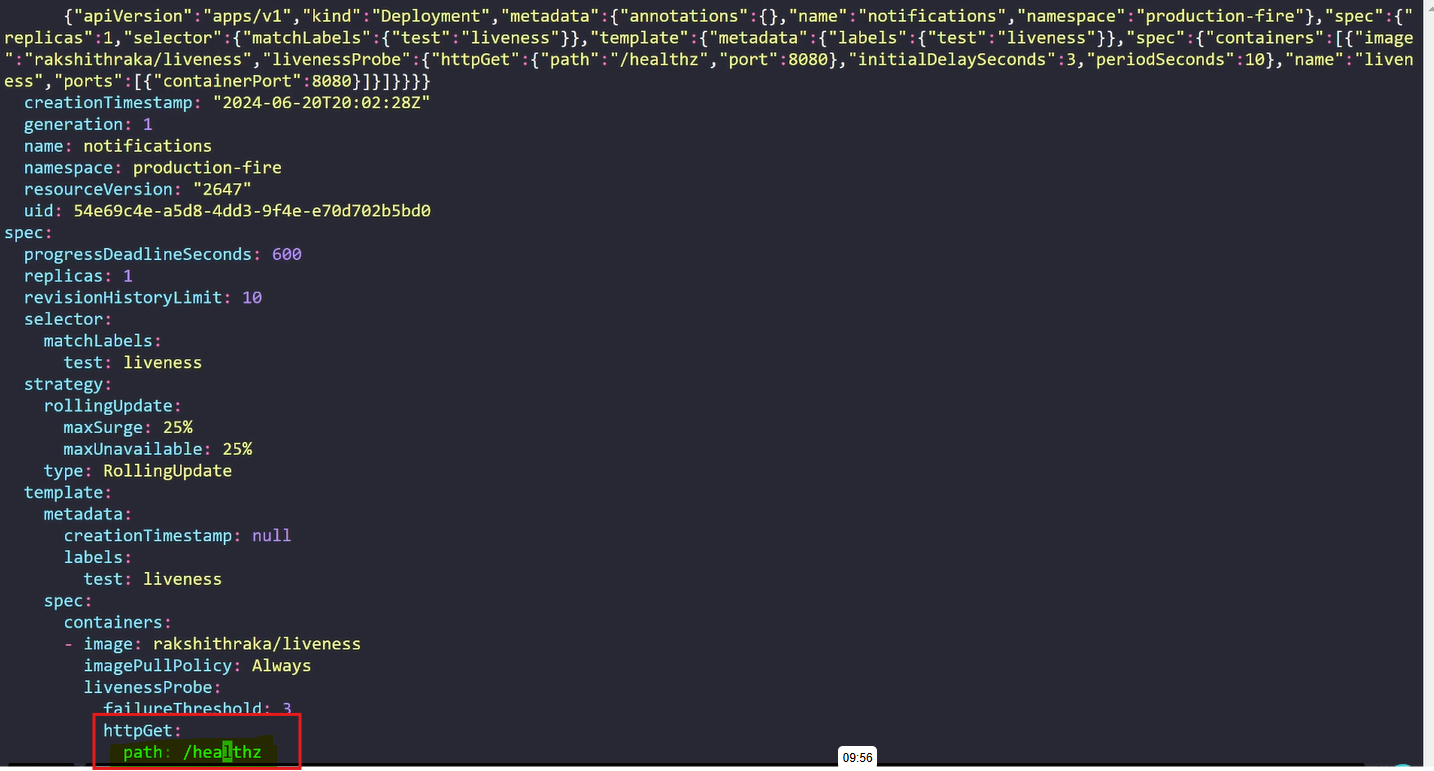 {"apiVersion":"apps/v1","kind":"Deployment","metadata":{"annotations":{},"name":"notifications","namespace":"production-fire"},"spec":{"
replicas":1,"selector":{"matchLabels":{"test":"liveness"}},"template":{"metadata":{"labels":{"test":"liveness"}},"spec":{"containers":[{"image
":"rakshithraka/liveness","livenessProbe":{"httpGet":{"path":"/healthz","port":8080},"initialDelaySeconds":3,"periodSeconds":10},"name":"liven
ess","ports":[{"containerPort":8080}]}]}}}}
creationTimestamp: "2024-06-20T20:02:28Z"
generation: 1
name: notifications
namespace: production-fire
resourceVersion: "2647"
uid: 54e69c4e-a5d8-4dd3-9f4e-e70d702b5bd0
spec:
progressDeadlineSeconds: 600
replicas: 1
revisionHistoryLimit: 10
selector:
matchLabels:
test: liveness
strategy:
rollingUpdate:
maxSurge: 25%
maxUnavailable: 25%
type: RollingUpdate
template:
metadata:
creationTimestamp: null
labels:
test: liveness
spec:
containers:
- image: rakshithraka/liveness
imagePullPolicy: Always
livenessProbe:
failureThreshold: 3
httpGet:
path: /healthz
09:56